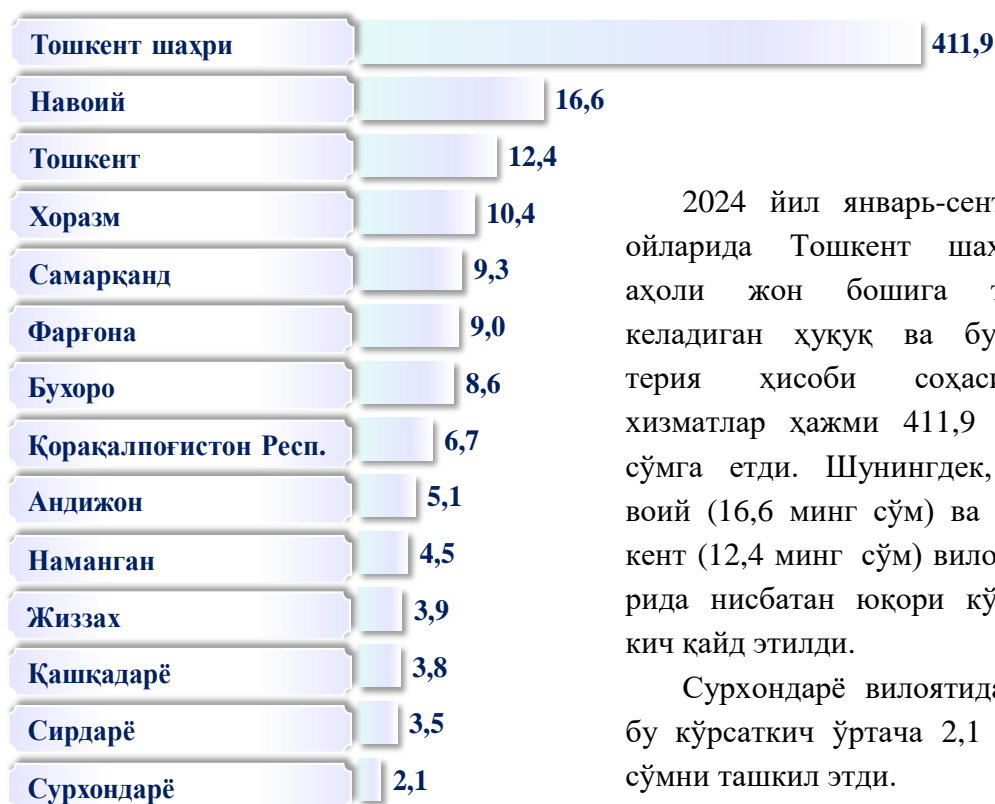 Тошкент шаҳри 411,9
Навоий 16,6
Тошкент 12,4
Хоразм 10,4
Самарқанд 9,3
Фарғона 9,0
Бухоро 8,6
Қорақалпоғистон Респ. 6,7
Андижон 5,1
Наманган 4,5
Жиззах 3,9
Қашқадарё 3,8
Сирдарё 3,5
Сурхондарё 2,1
2024 йил январь-сент
ойларида Тошкент шаҳ
аҳоли жон бошига т
келадиган ҳуқуқ ва бу
терия ҳисоби соҳас
хизматлар ҳажми 411,9
сўмга етди. Шунингдек,
воий (16,6 минг сўм) ва
кент (12,4 минг сўм) вило
рида нисбатан юқори кў
кич қайд этилди.
Сурхондарё вилоятида
бу кўрсаткич ўртача 2,1
сўмни ташкил этди.